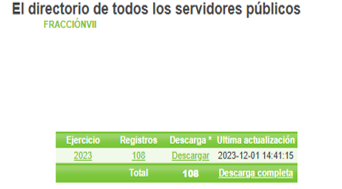 El directorio de todos los servidores públicos
FRACCIÓNVII
Ejercicio Registros Descarga * Ultima actualización
2023 108 Descargar 2023-12-01 14:41:15
Total 108 Descarga completa